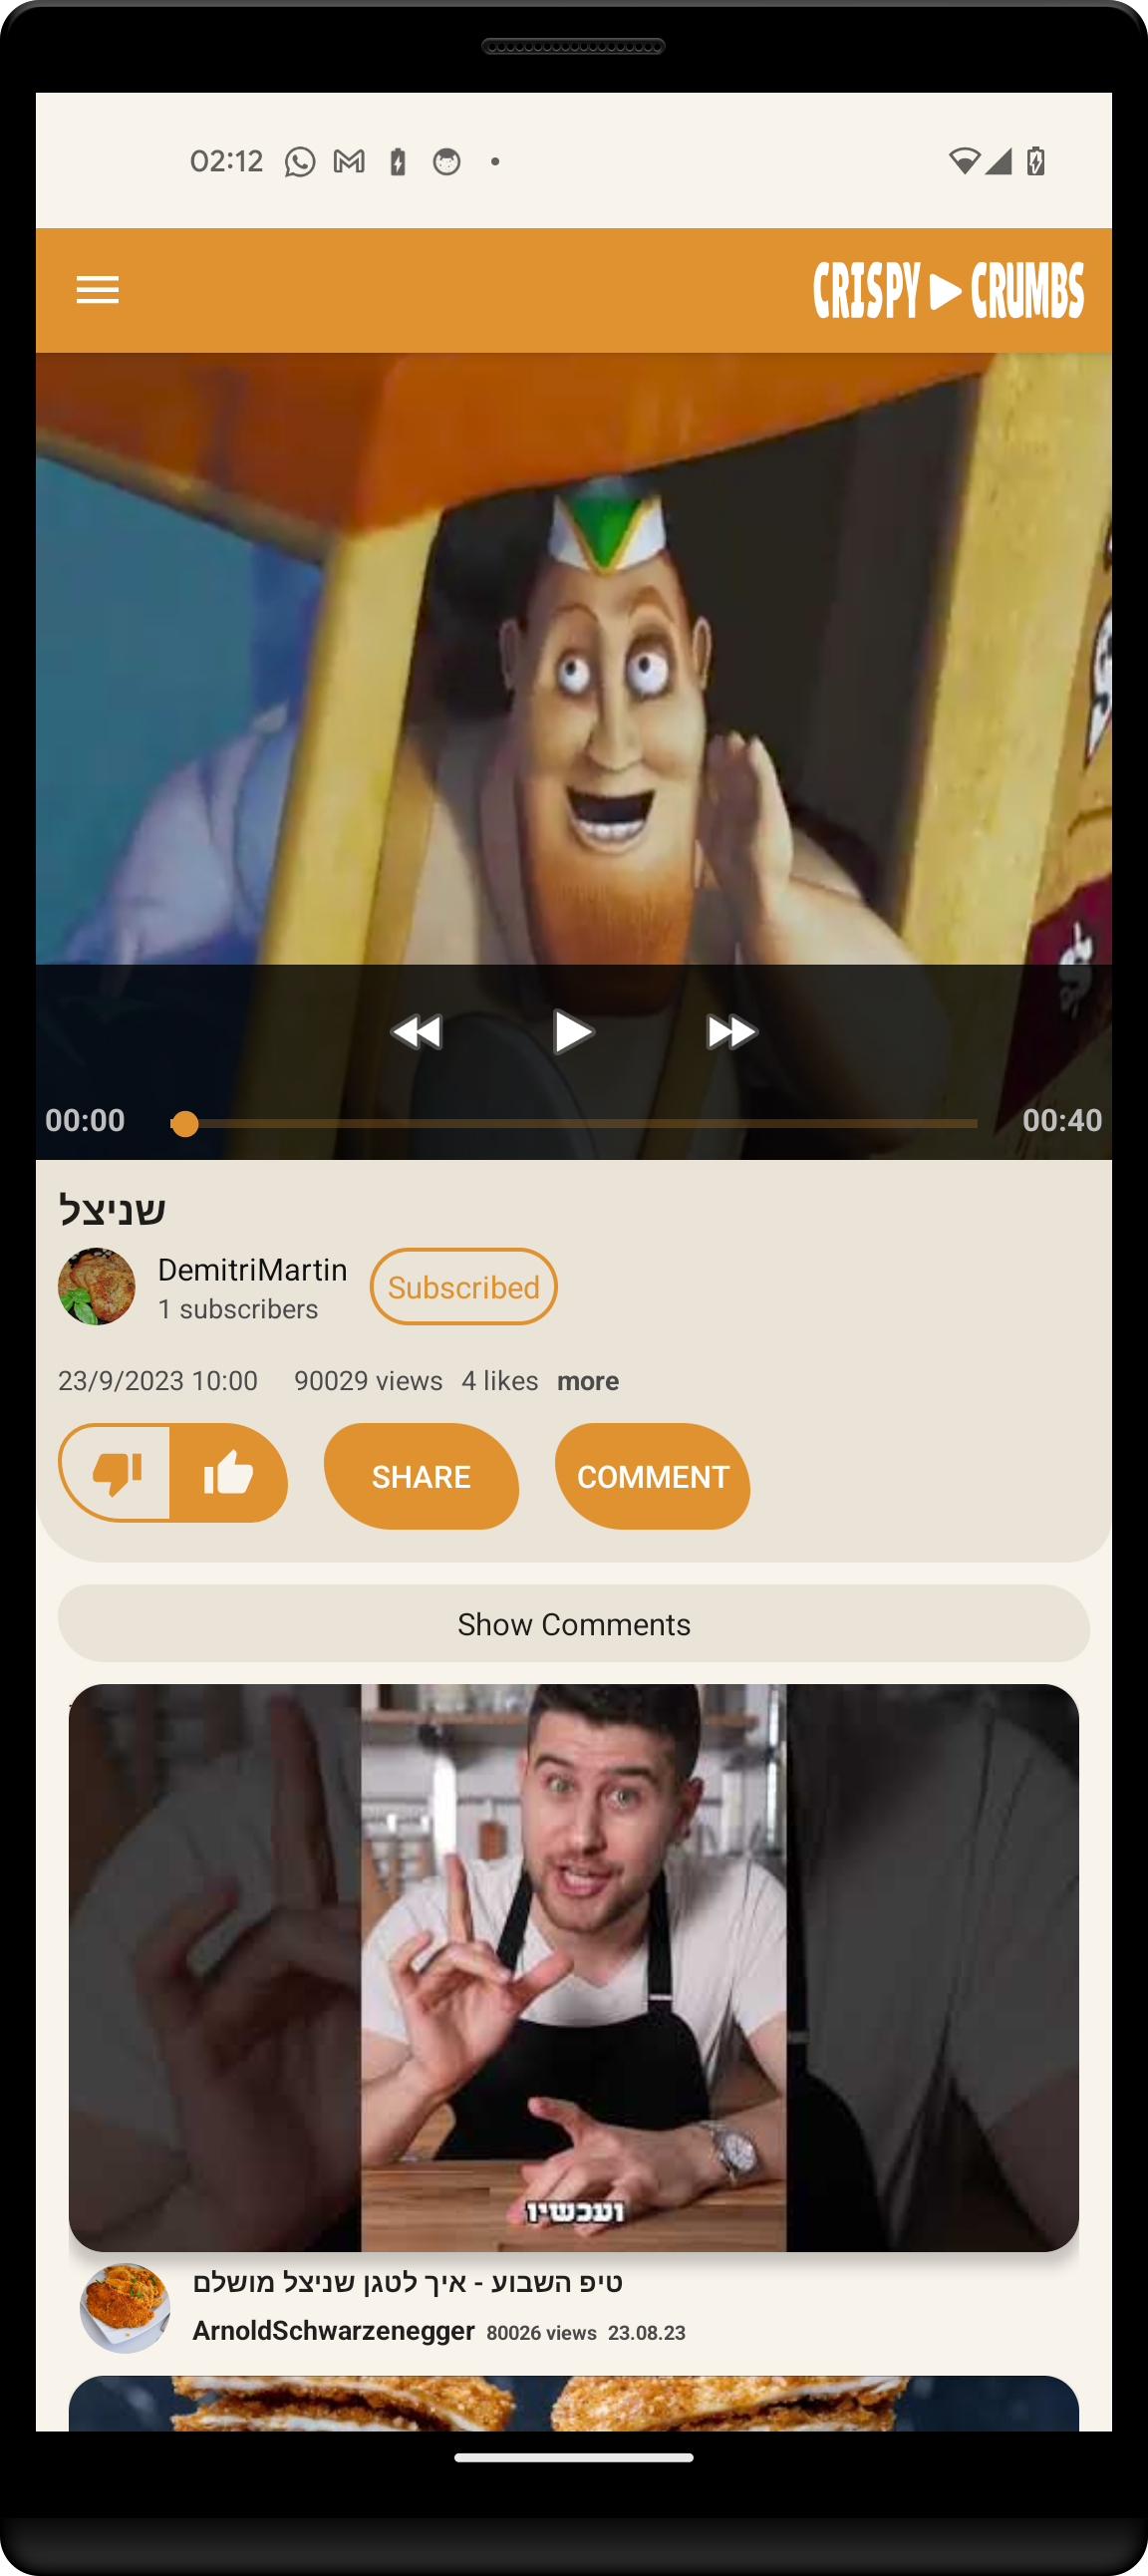 02:12
CRISPY CRUMBS
00:00 00:40
שניצל
DemitriMartin
1 subscribers
Subscribed
23/9/2023 10:00 90029 views 4 likes more
SHARE COMMENT
Show Comments
ועכשיו
טיפ השבוע - איך לטגן שניצל מושלם
ArnoldSchwarzenegger 80026 views 23.08.23